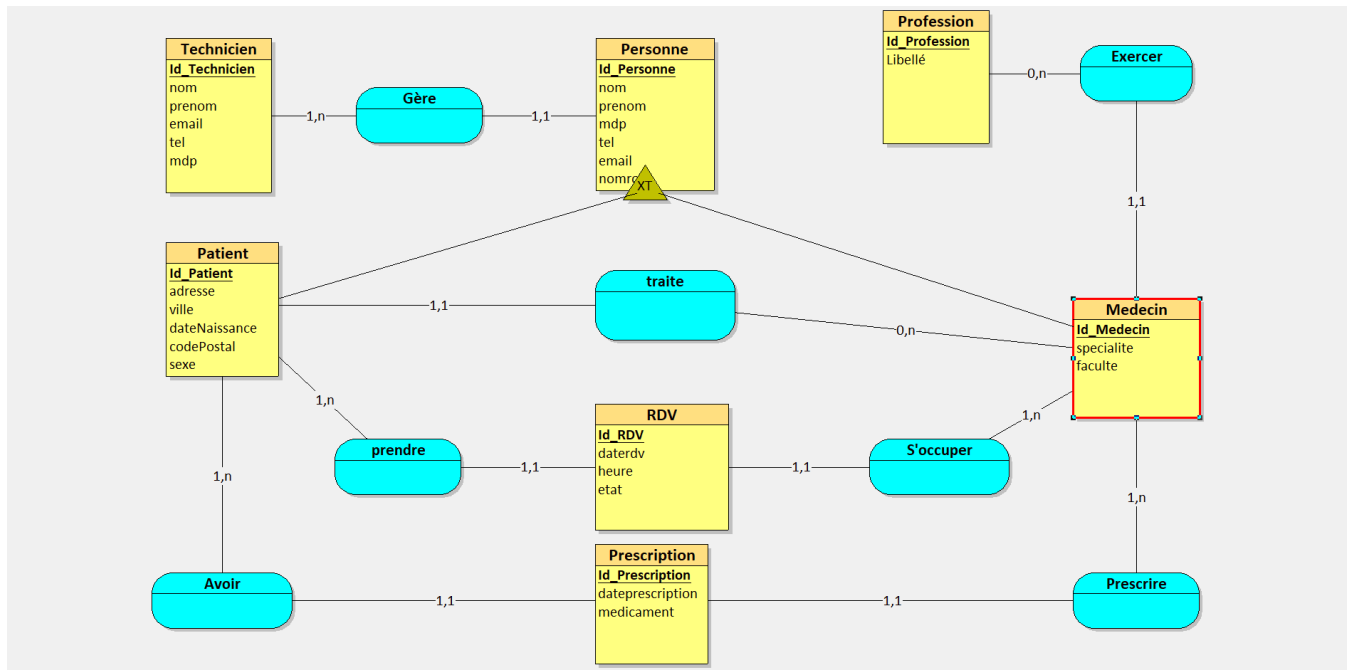 Technicien
Id_Technicien
nom
prenom
email
tel
mdp
1,n
Gère
1,1
Personne
Id_Personne
nom
prenom
mdp
tel
email
XT
Profession
Id_Profession
Libellé
0,n
Exercer
1,1
Patient
Id_Patient
adresse
ville
dateNaissance
codePostal
sexe
1,1
traite
0,n
Medecin
Id_Medecin
specialite
faculte
1,n
prendre
1,1
RDV
Id_RDV
daterdv
heure
etat
1,1
S'occuper
1,n
1,n
Avoir
1,1
Prescription
Id_Prescription
dateprescription
medicament
1,1
Prescrire
1,n